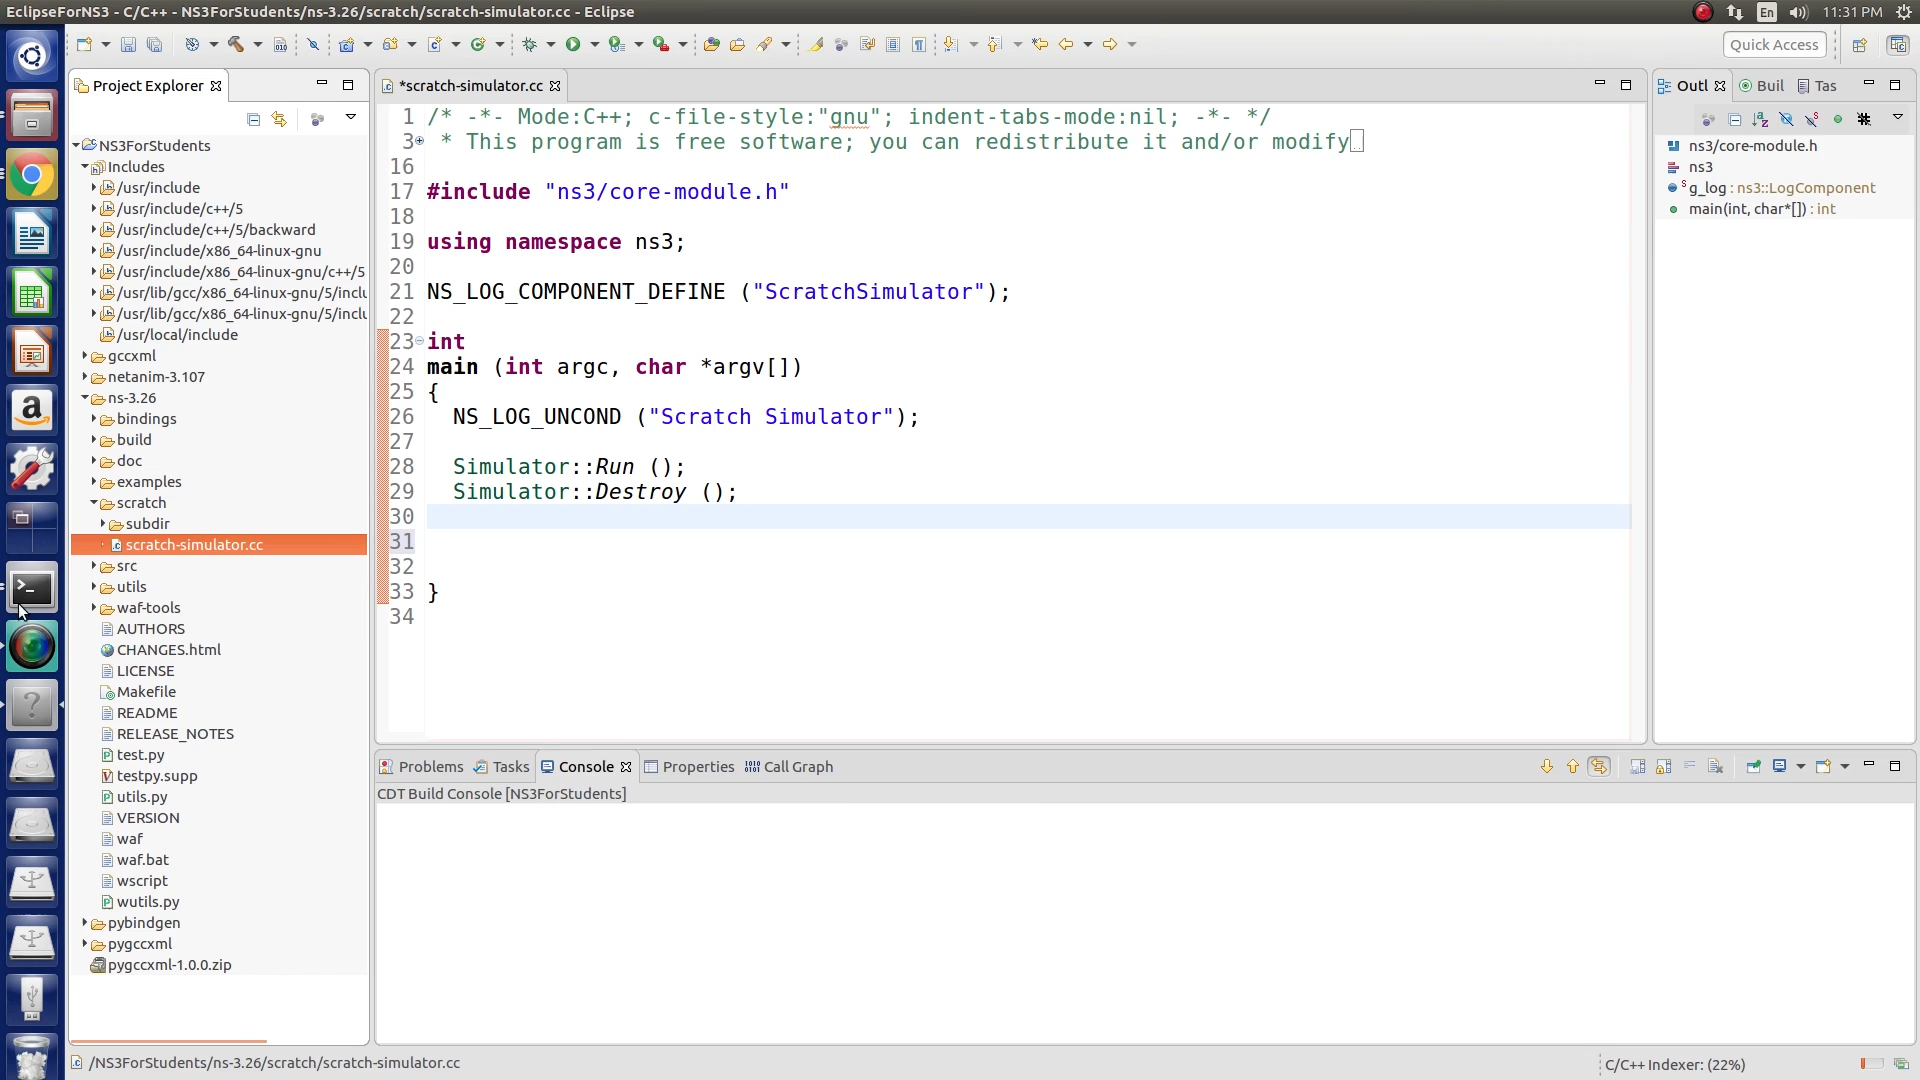 EclipseForNS3 - C/C++ - NS3ForStudents/ns-3.26/scratch/scratch-simulator.cc - Eclipse
En
11:31 PM
010
Quick Access
Project Explorer
*scratch-simulator.cc
Outl
Buil
Tas
NS3ForStudents
Includes
/usr/include
/usr/include/c++/5
/usr/include/c++/5/backward
/usr/include/x86_64-linux-gnu
/usr/include/x86_64-linux-gnu/c++/5
/usr/lib/gcc/x86_64-linux-gnu/5/inclu
/usr/lib/gcc/x86_64-linux-gnu/5/inclu
/usr/local/include
gccxml
netanim-3.107
ns-3.26
bindings
build
doc
examples
scratch
subdir
scratch-simulator.cc
src
utils
waf-tools
AUTHORS
CHANGES.html
LICENSE
Makefile
README
RELEASE_NOTES
test.py
testpy.supp
utils.py
VERSION
waf
waf.bat
wscript
wutils.py
pybindgen
pygccxml
pygccxml-1.0.0.zip
1 /* -*- Mode:C++; c-file-style:"gnu"; indent-tabs-mode:nil; -*- */
3 * This program is free software; you can redistribute it and/or modify
16
17 #include "ns3/core-module.h"
18
19 using namespace ns3;
20
21 NS_LOG_COMPONENT_DEFINE ("ScratchSimulator");
22
23 int
24 main (int argc, char *argv[])
25 {
26 NS_LOG_UNCOND ("Scratch Simulator");
27
28 Simulator::Run ();
29 Simulator::Destroy ();
30
31
32
33 }
34
ns3/core-module.h
ns3
g_log : ns3::LogComponent
main(int, char*[]) : int
Problems
Tasks
Console
Properties
Call Graph
CDT Build Console [NS3ForStudents]
/NS3ForStudents/ns-3.26/scratch/scratch-simulator.cc
C/C++ Indexer: (22%)